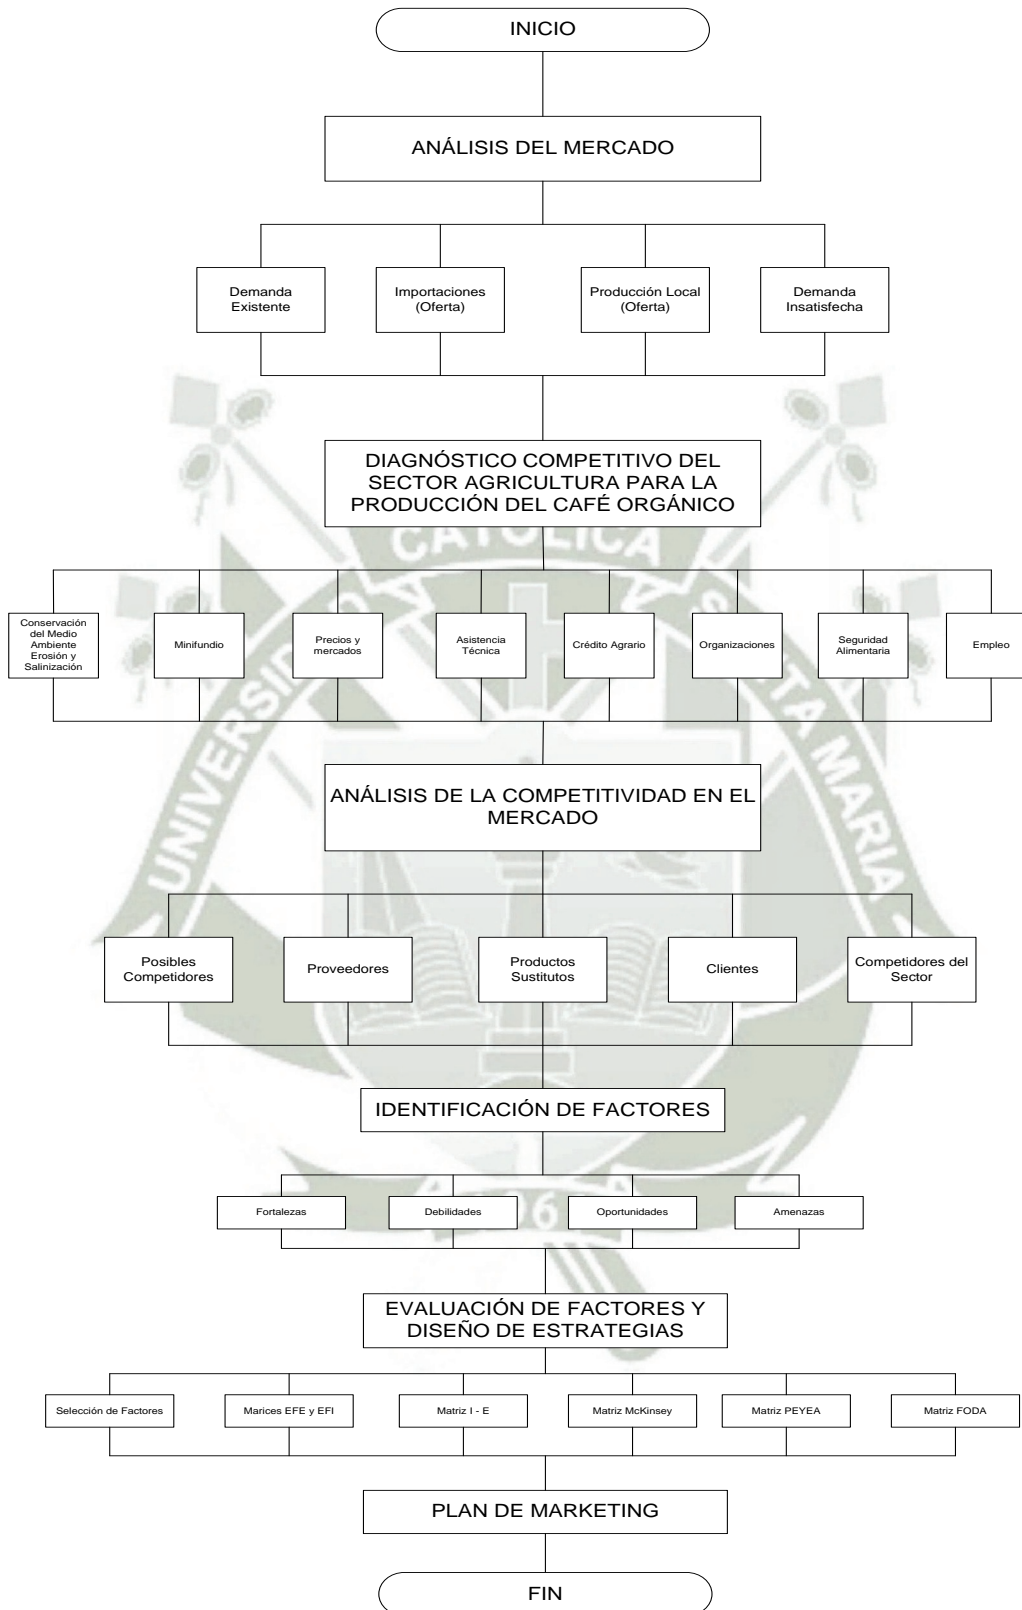 INICIO
ANÁLISIS DEL MERCADO
Demanda
Existente
Importaciones
(Oferta)
Producción Local
(Oferta)
Demanda
Insatisfecha
DIAGNÓSTICO COMPETITIVO DEL
SECTOR AGRICULTURA PARA LA
PRODUCCIÓN DEL CAFÉ ORGÁNICO
Conservación
del Medio
Ambiente
Erosión y
Salinización
Minifundio
Precios y
mercados
Asistencia
Técnica
Crédito Agrario
Organizaciones
Seguridad
Alimentaria
Empleo
ANÁLISIS DE LA COMPETITIVIDAD EN EL
MERCADO
Posibles
Competidores
Proveedores
Productos
Sustitutos
Clientes
Competidores del
Sector
IDENTIFICACIÓN DE FACTORES
Fortalezas
Debilidades
Oportunidades
Amenazas
EVALUACIÓN DE FACTORES Y
DISEÑO DE ESTRATEGIAS
Selección de Factores
Marices EFE y EFI
Matriz I - E
Matriz McKinsey
Matriz PEYEA
Matriz FODA
PLAN DE MARKETING
FIN
CATOLICA
MARIA